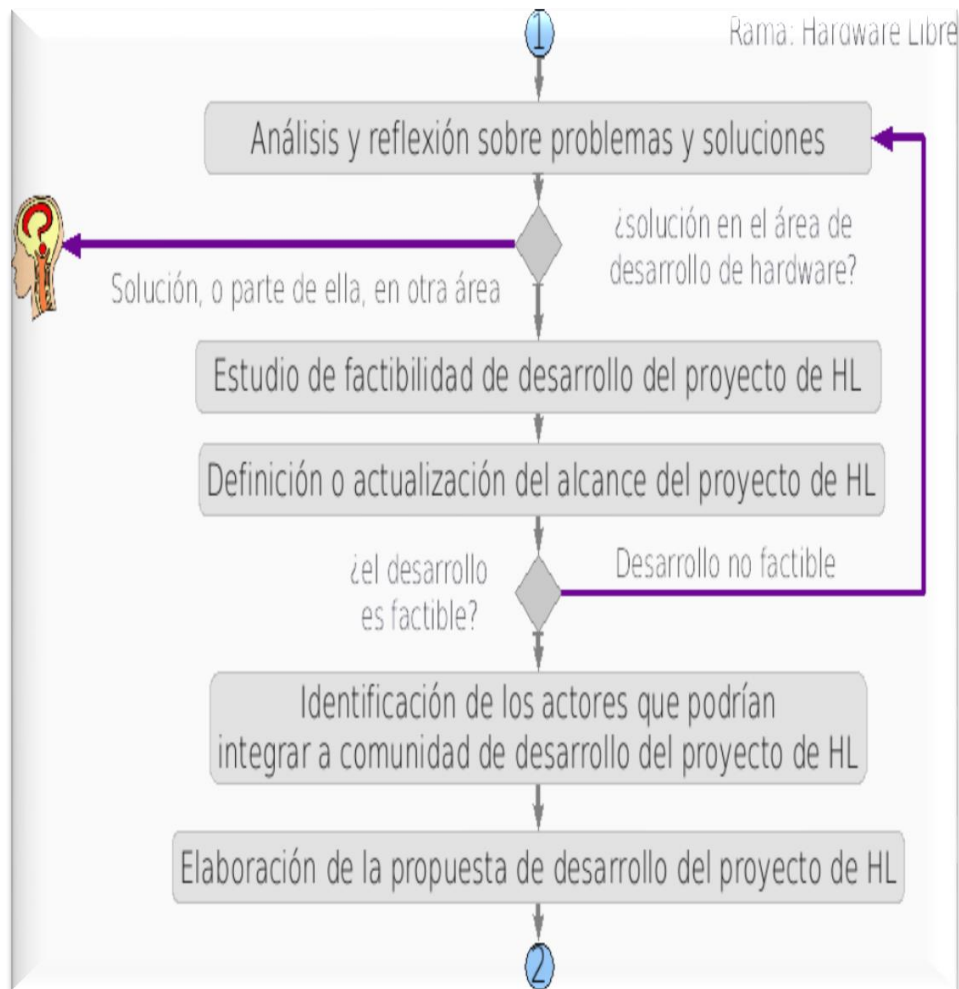 1
Rama: Hardware Libre
Análisis y reflexión sobre problemas y soluciones
¿solución en el área de
desarrollo de hardware?
Solución, o parte de ella, en otra área
Estudio de factibilidad de desarrollo del proyecto de HL
Definición o actualización del alcance del proyecto de HL
¿el desarrollo
es factible?
Desarrollo no factible
Identificación de los actores que podrían
integrar a comunidad de desarrollo del proyecto de HL
Elaboración de la propuesta de desarrollo del proyecto de HL
2